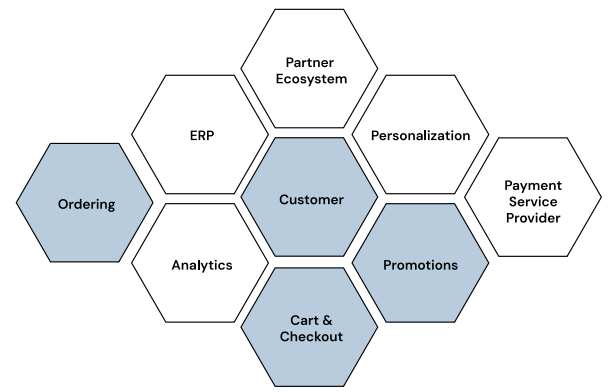 Partner
Ecosystem
ERP
Personalization
Ordering
Customer
Payment
Service
Provider
Analytics
Promotions
Cart &
Checkout